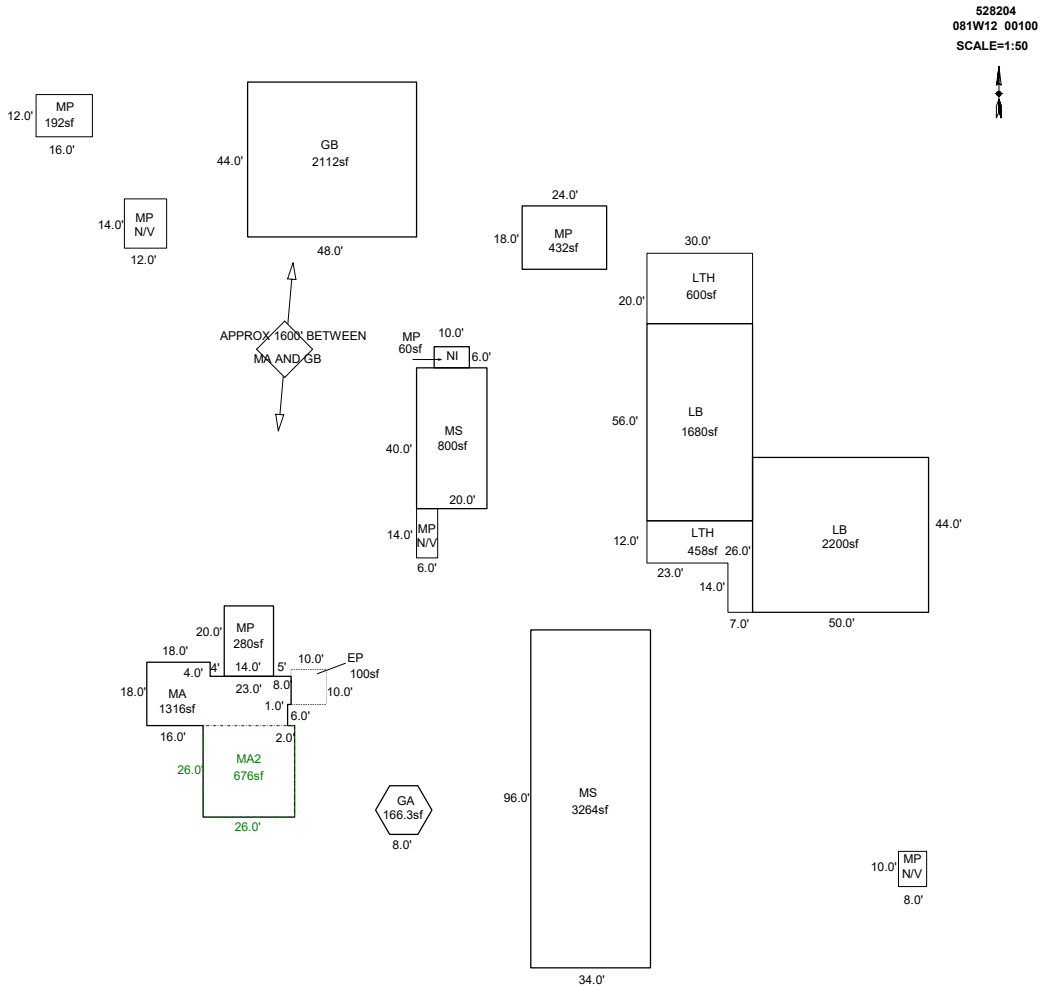 528204
081W12 00100
SCALE=1:50
N
12.0'
MP
192sf
16.0'
44.0'
GB
2112sf
48.0'
14.0'
MP
N/V
12.0'
24.0'
18.0'
MP
432sf
30.0'
20.0'
LTH
600sf
APPROX 1600' BETWEEN
MA AND GB
MP
60sf
10.0'
NI
6.0'
40.0'
MS
800sf
20.0'
14.0'
MP
N/V
6.0'
56.0'
LB
1680sf
12.0'
LTH
458sf
26.0'
23.0'
14.0'
7.0'
LB
2200sf
44.0'
50.0'
20.0'
MP
280sf
18.0'
4.0'
4'
14.0'
5'
10.0'
EP
100sf
18.0'
MA
1316sf
23.0'
8.0'
10.0'
1.0'
6.0'
16.0'
2.0'
26.0'
MA2
676sf
26.0'
GA
166.3sf
8.0'
96.0'
MS
3264sf
34.0'
10.0'
MP
N/V
8.0'